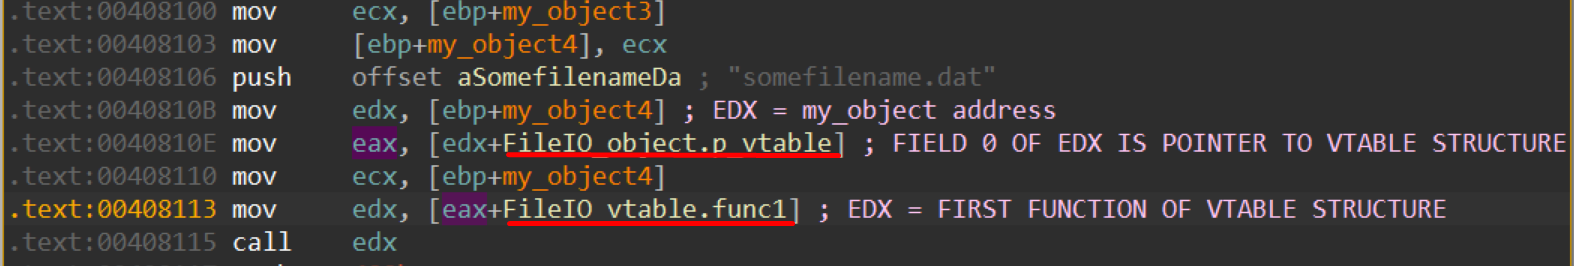 .text:00408100 mov ecx, [ebp+my_object3]
.text:00408103 mov [ebp+my_object4], ecx
.text:00408106 push offset aSomefilenameDa ; "somefilename.dat"
.text:0040810B mov edx, [ebp+my_object4] ; EDX = my_object address
.text:0040810E mov eax, [edx+FileIO_object.p_vtable] ; FIELD 0 OF EDX IS POINTER TO VTABLE STRUCTURE
.text:00408110 mov ecx, [ebp+my_object4]
.text:00408113 mov edx, [eax+FileIO_vtable.func1] ; EDX = FIRST FUNCTION OF VTABLE STRUCTURE
.text:00408115 call edx